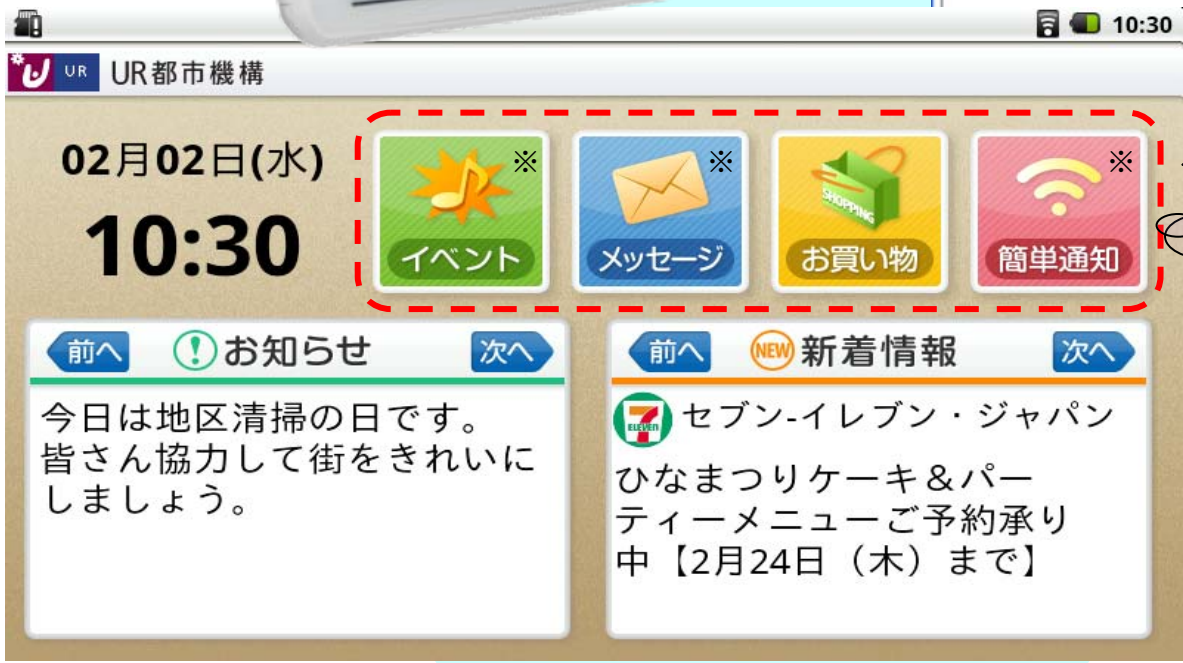 10:30
UR UR都市機構
02月02日(水)
10:30
※
イベント
※
メッセージ
SHOPPING
お買い物
※
簡単通知
前へ
!お知らせ
次へ
今日は地区清掃の日です。
皆さん協力して街をきれいに
しましょう。
前へ
NEW 新着情報
次へ
7 ELEVEN セブン-イレブン・ジャパン
ひなまつりケーキ&パー
ティーメニューご予約承り
中【2月24日（木）まで】